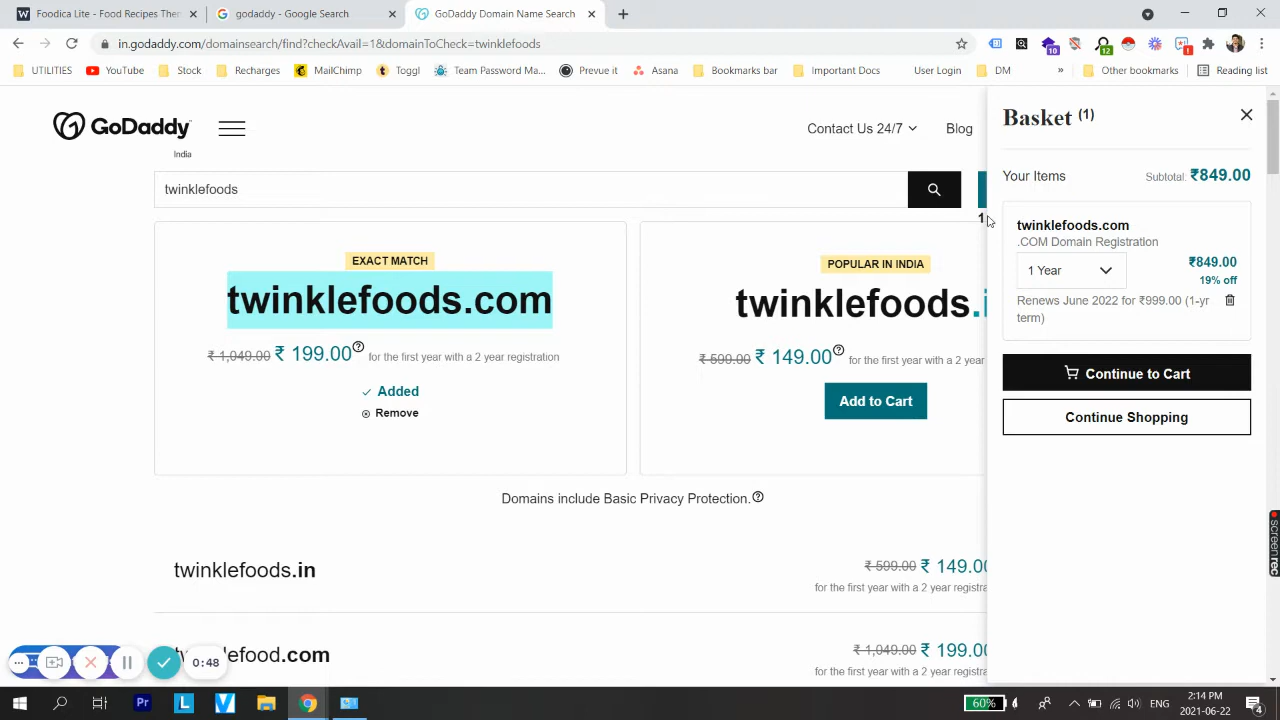 Foodica Lite - Food Recipes Them
godaddy - Google Search
GoDaddy Domain Name Search
in.godaddy.com/domainsearch/find?checkAvail=1&domainToCheck=twinklefoods
10
12
1
UTILITIES
YouTube
Stock
Recharges
MailChimp
Toggl
Team Password Ma...
Prevue it
Asana
Bookmarks bar
Important Docs
User Login
DM
»
Other bookmarks
Reading list
GoDaddy
India
Contact Us 24/7
Blog
twinklefoods
1
EXACT MATCH
twinklefoods.com
₹ 1,049.00 ₹ 199.00 ? for the first year with a 2 year registration
Added
Remove
POPULAR IN INDIA
twinklefoods.i
₹ 599.00 ₹ 149.00 ? for the first year with a 2 year
Add to Cart
Domains include Basic Privacy Protection. ?
twinklefoods.in
₹ 599.00 ₹ 149.00
for the first year with a 2 year registra
efood.com
₹ 1,049.00 ₹ 199.00
for the first year with a 2 year registra
Basket (1)
Your Items
Subtotal: ₹849.00
twinklefoods.com
.COM Domain Registration
1 Year
₹849.00
19% off
Renews June 2022 for ₹999.00 (1-yr
term)
Continue to Cart
Continue Shopping
screenrec
0:48
Pr
L
60%
ENG
2:14 PM
2021-06-22
4